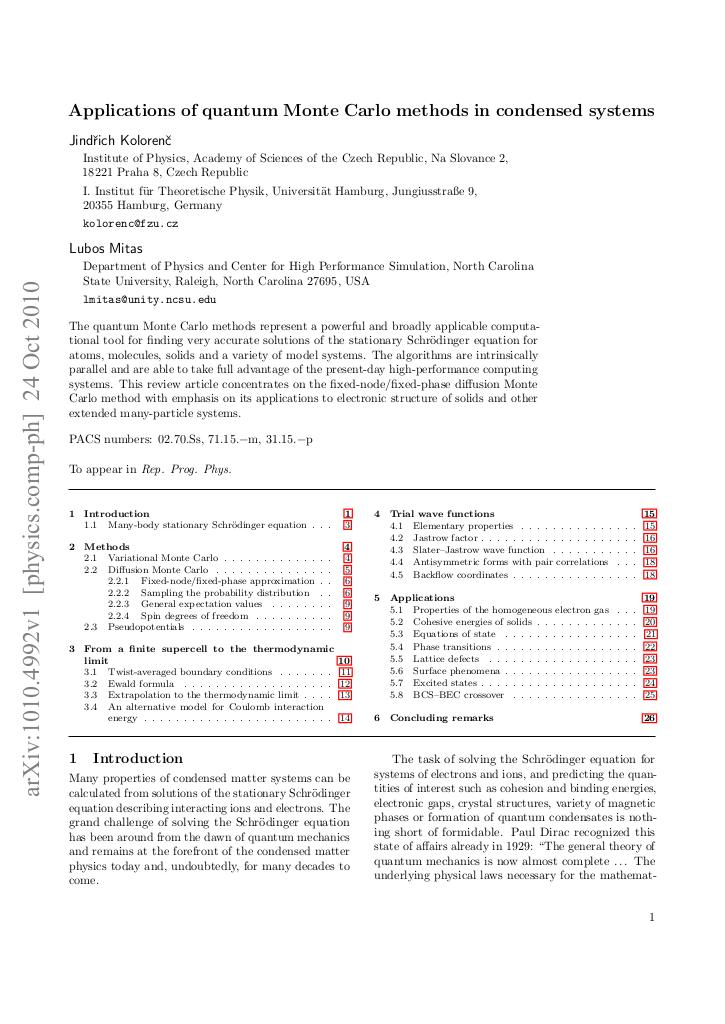 arXiv:1010.4992v1 [physics.comp-ph] 24 Oct 2010
Applications of quantum Monte Carlo methods in condensed systems
Jindřich Kolorenč
Institute of Physics, Academy of Sciences of the Czech Republic, Na Slovance 2,
18221 Praha 8, Czech Republic
I. Institut für Theoretische Physik, Universität Hamburg, Jungiusstraße 9,
20355 Hamburg, Germany
kolorenc@fzu.cz
Lubos Mitas
Department of Physics and Center for High Performance Simulation, North Carolina
State University, Raleigh, North Carolina 27695, USA
lmitas@unity.ncsu.edu
The quantum Monte Carlo methods represent a powerful and broadly applicable computa-
tional tool for finding very accurate solutions of the stationary Schrödinger equation for
atoms, molecules, solids and a variety of model systems. The algorithms are intrinsically
parallel and are able to take full advantage of the present-day high-performance computing
systems. This review article concentrates on the fixed-node/fixed-phase diffusion Monte
Carlo method with emphasis on its applications to electronic structure of solids and other
extended many-particle systems.
PACS numbers: 02.70.Ss, 71.15.−m, 31.15.−p
To appear in Rep. Prog. Phys.
1 Introduction 1
1.1 Many-body stationary Schrödinger equation . . . 3
2 Methods 4
2.1 Variational Monte Carlo . . . . . . . . . . . . . . 4
2.2 Diffusion Monte Carlo . . . . . . . . . . . . . . . 5
2.2.1 Fixed-node/fixed-phase approximation . . 6
2.2.2 Sampling the probability distribution . . 6
2.2.3 General expectation values . . . . . . . . 9
2.2.4 Spin degrees of freedom . . . . . . . . . . 9
2.3 Pseudopotentials . . . . . . . . . . . . . . . . . . 9
3 From a finite supercell to the thermodynamic
limit 10
3.1 Twist-averaged boundary conditions . . . . . . . 11
3.2 Ewald formula . . . . . . . . . . . . . . . . . . . 12
3.3 Extrapolation to the thermodynamic limit . . . . 13
3.4 An alternative model for Coulomb interaction
energy . . . . . . . . . . . . . . . . . . . . . . . . 14
4 Trial wave functions 15
4.1 Elementary properties . . . . . . . . . . . . . . . 15
4.2 Jastrow factor . . . . . . . . . . . . . . . . . . . . 16
4.3 Slater–Jastrow wave function . . . . . . . . . . . 16
4.4 Antisymmetric forms with pair correlations . . . 18
4.5 Backflow coordinates . . . . . . . . . . . . . . . . 18
5 Applications 19
5.1 Properties of the homogeneous electron gas . . . 19
5.2 Cohesive energies of solids . . . . . . . . . . . . . 20
5.3 Equations of state . . . . . . . . . . . . . . . . . 21
5.4 Phase transitions . . . . . . . . . . . . . . . . . . 22
5.5 Lattice defects . . . . . . . . . . . . . . . . . . . 23
5.6 Surface phenomena . . . . . . . . . . . . . . . . . 23
5.7 Excited states . . . . . . . . . . . . . . . . . . . . 24
5.8 BCS–BEC crossover . . . . . . . . . . . . . . . . 25
6 Concluding remarks 26
1 Introduction
Many properties of condensed matter systems can be
calculated from solutions of the stationary Schrödinger
equation describing interacting ions and electrons. The
grand challenge of solving the Schrödinger equation
has been around from the dawn of quantum mechanics
and remains at the forefront of the condensed matter
physics today and, undoubtedly, for many decades to
come.
The task of solving the Schrödinger equation for
systems of electrons and ions, and predicting the quan-
tities of interest such as cohesion and binding energies,
electronic gaps, crystal structures, variety of magnetic
phases or formation of quantum condensates is noth-
ing short of formidable. Paul Dirac recognized this
state of affairs already in 1929: “The general theory of
quantum mechanics is now almost complete ... The
underlying physical laws necessary for the mathemat-
1